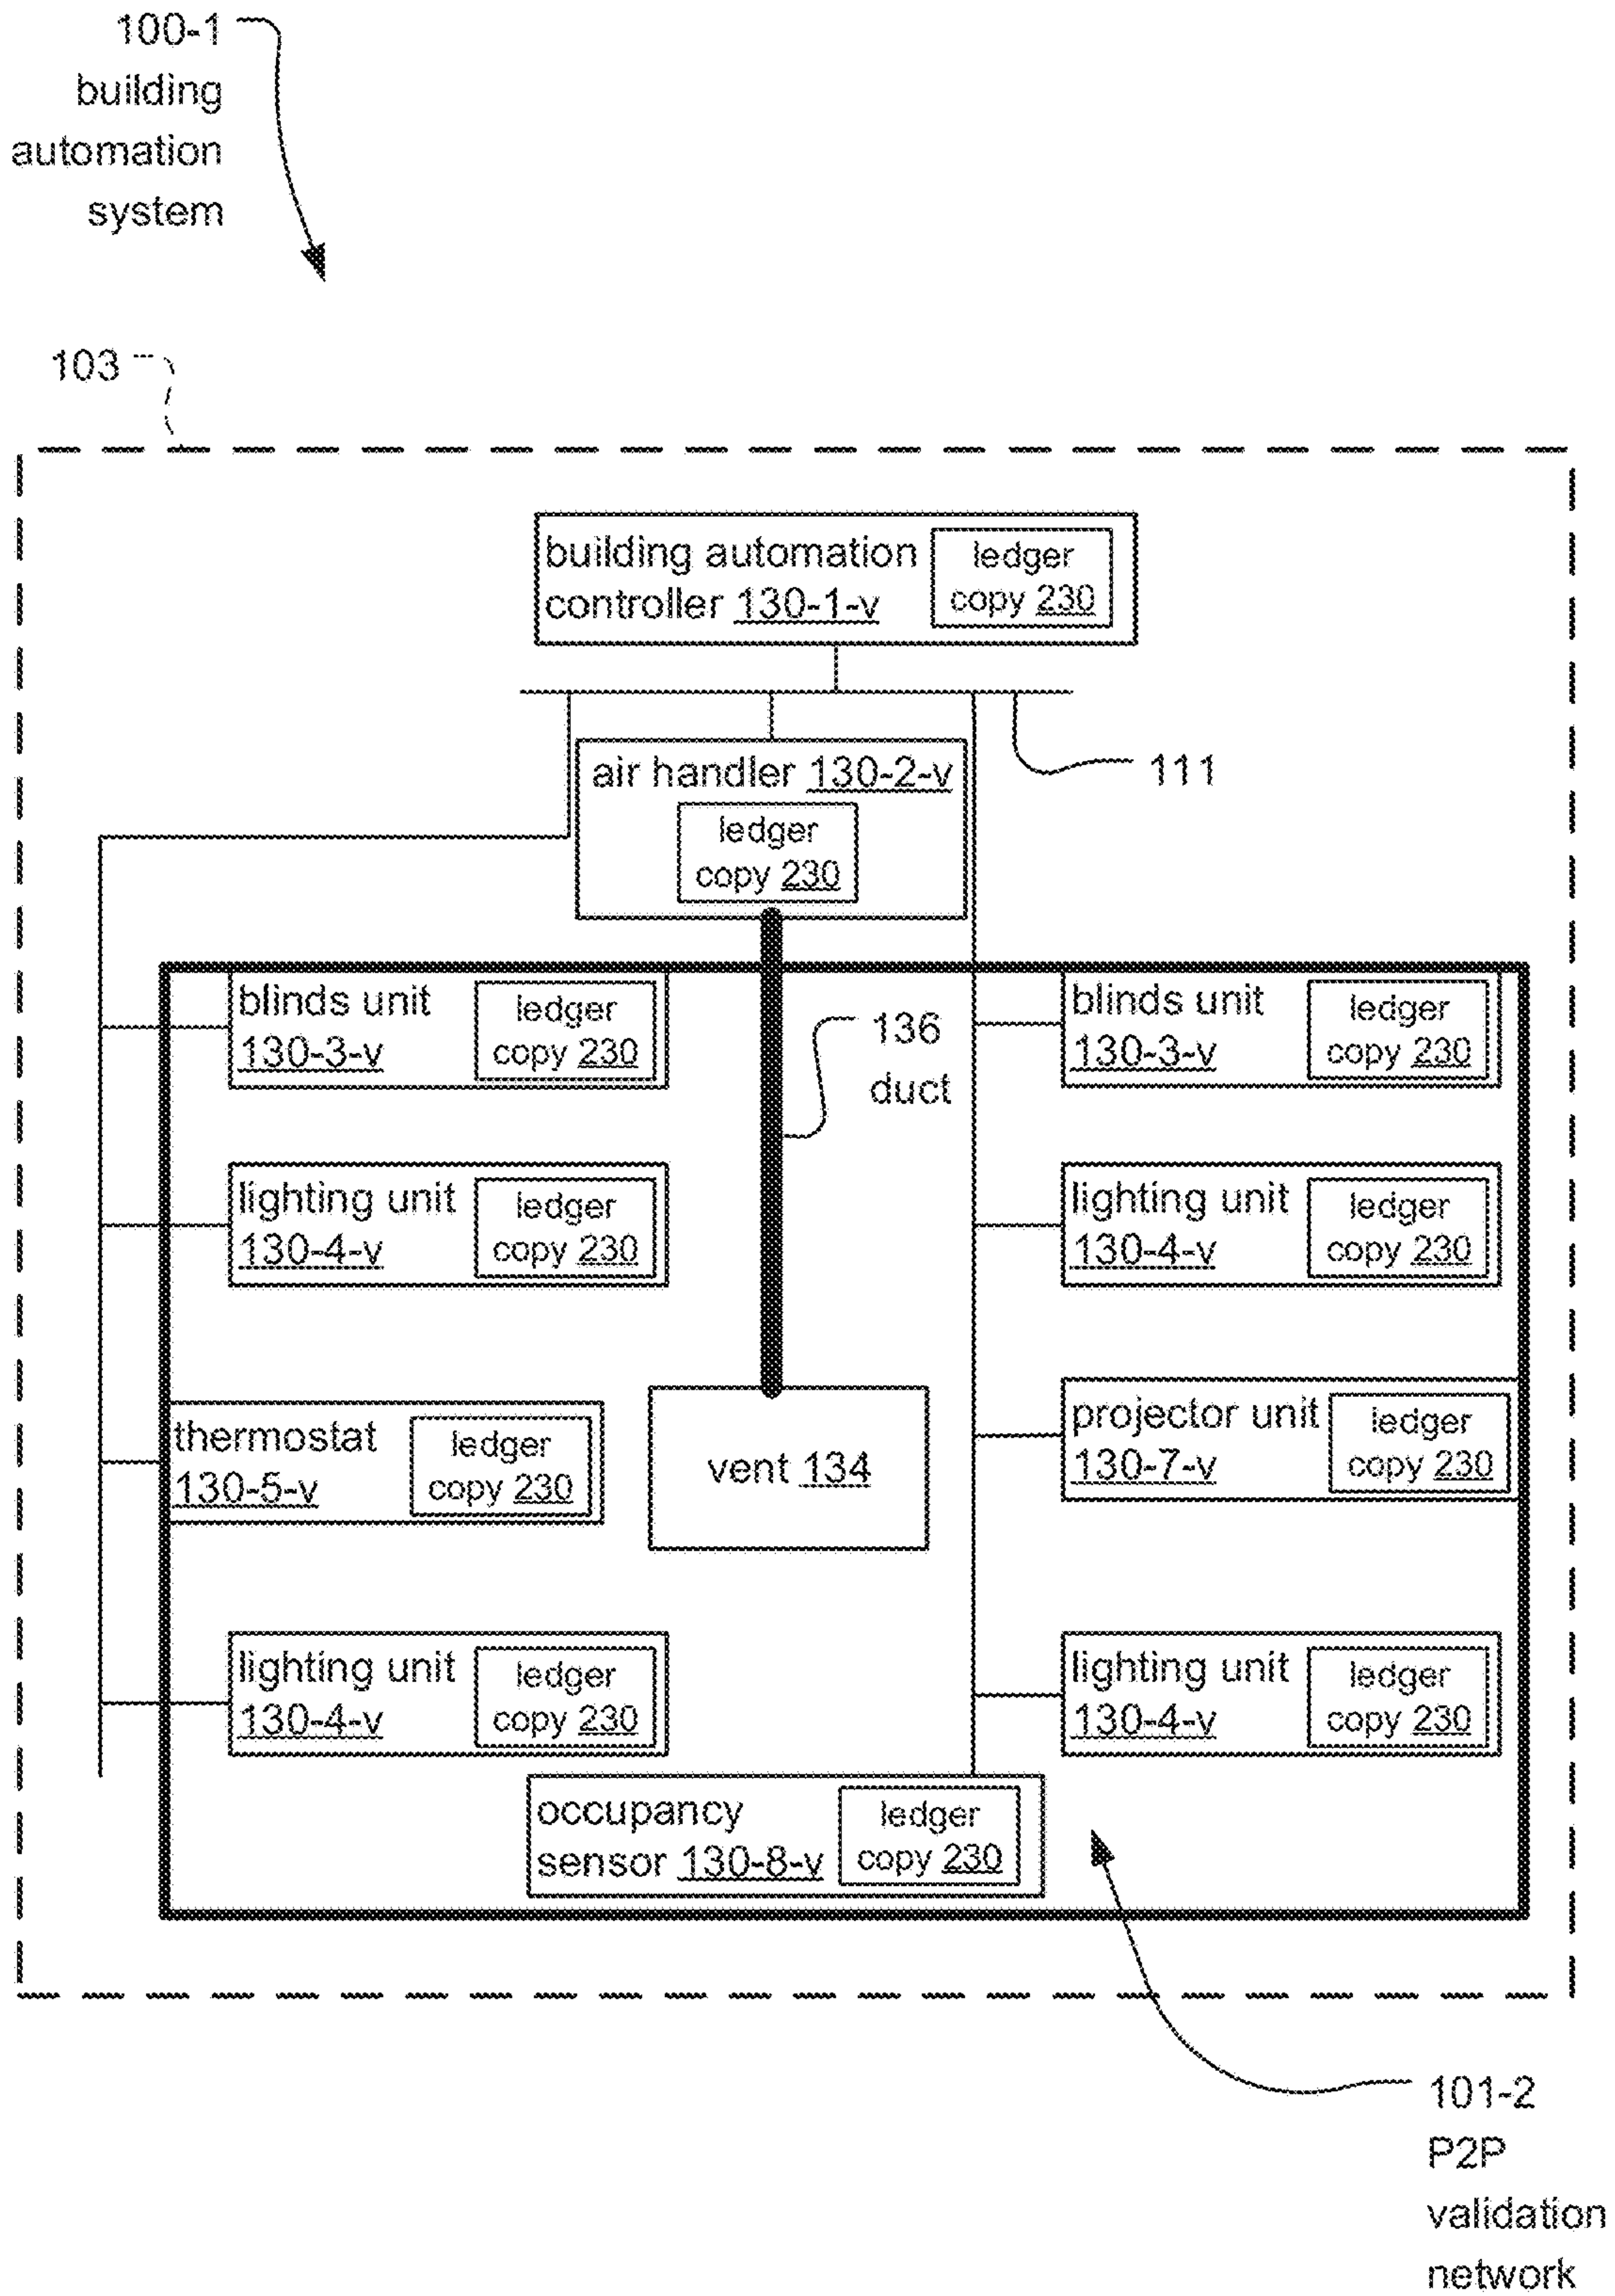 100-1
building
automation
system
103
building automation
controller 130-1-v
ledger
copy 230
111
air handler 130-2-v
ledger
copy 230
blinds unit
130-3-v
ledger
copy 230
136
duct
blinds unit
130-3-v
ledger
copy 230
lighting unit
130-4-v
ledger
copy 230
lighting unit
130-4-v
ledger
copy 230
thermostat
130-5-v
ledger
copy 230
vent 134
projector unit
130-7-v
ledger
copy 230
lighting unit
130-4-v
ledger
copy 230
lighting unit
130-4-v
ledger
copy 230
occupancy
sensor 130-8-v
ledger
copy 230
101-2
P2P
validation
network